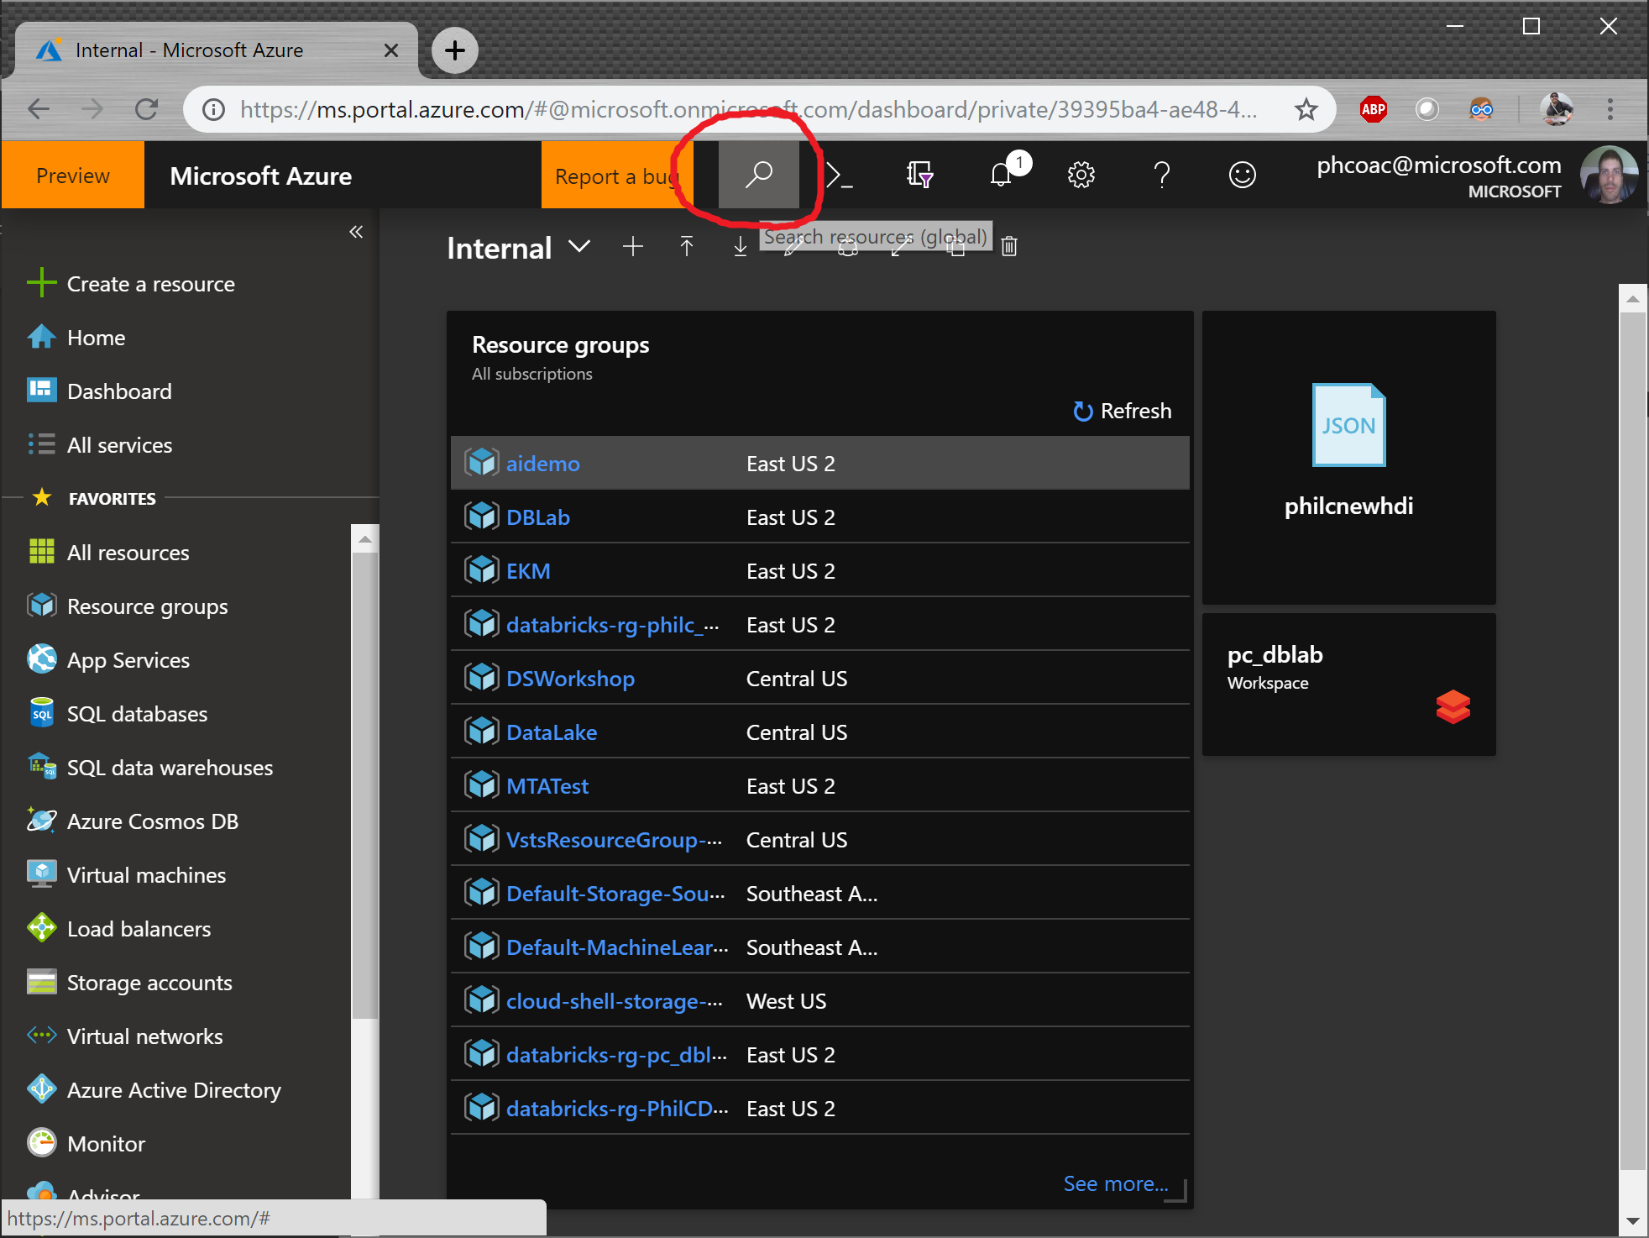 Internal - Microsoft Azure
https://ms.portal.azure.com/#@microsoft.onmicrosoft.com/dashboard/private/39395ba4-ae48-4...
ABP
Preview
Microsoft Azure
Report a bug
1
phcoac@microsoft.com
MICROSOFT
Search resources (global)
Internal
Create a resource
Home
Dashboard
All services
FAVORITES
All resources
Resource groups
App Services
SQL
SQL databases
SQL data warehouses
Azure Cosmos DB
Virtual machines
Load balancers
Storage accounts
Virtual networks
Azure Active Directory
Monitor
Advisor
https://ms.portal.azure.com/#
Resource groups
All subscriptions
Refresh
aidemo East US 2
DBLab East US 2
EKM East US 2
databricks-rg-philc_... East US 2
DSWorkshop Central US
DataLake Central US
MTATest East US 2
VstsResourceGroup-... Central US
Default-Storage-Sou... Southeast A...
Default-MachineLear... Southeast A...
cloud-shell-storage-... West US
databricks-rg-pc_dbl... East US 2
databricks-rg-PhilCD... East US 2
See more...
JSON
philcnewhdi
pc_dblab
Workspace